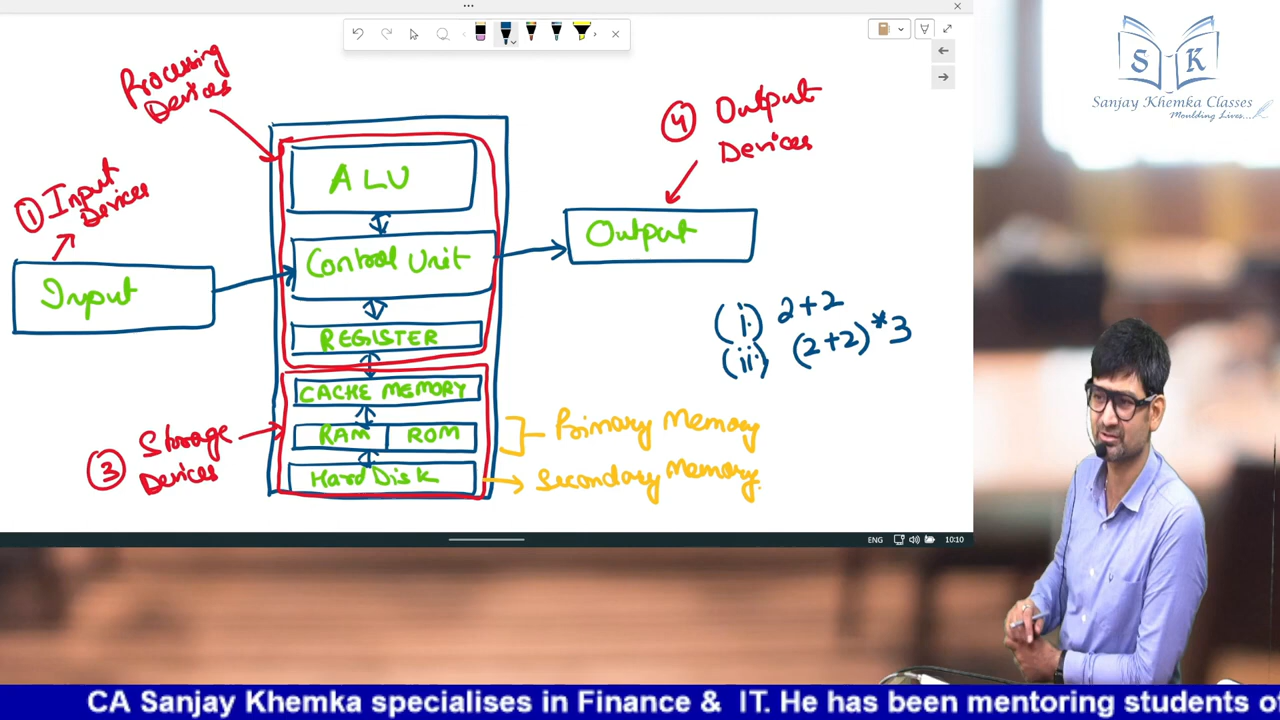 Processing
Devices
① Input
Devices
Input
ALU
Control Unit
REGISTER
CACHE MEMORY
RAM ROM
Hard Disk
③ Storage
Devices
④ Output
Devices
Output
(i) 2+2
(ii) (2+2)*3
Primary Memory
Secondary Memory.
ENG 10:10
S K
Sanjay Khemka Classes
Moulding Lives...
CA Sanjay Khemka specialises in Finance & IT. He has been mentoring students o